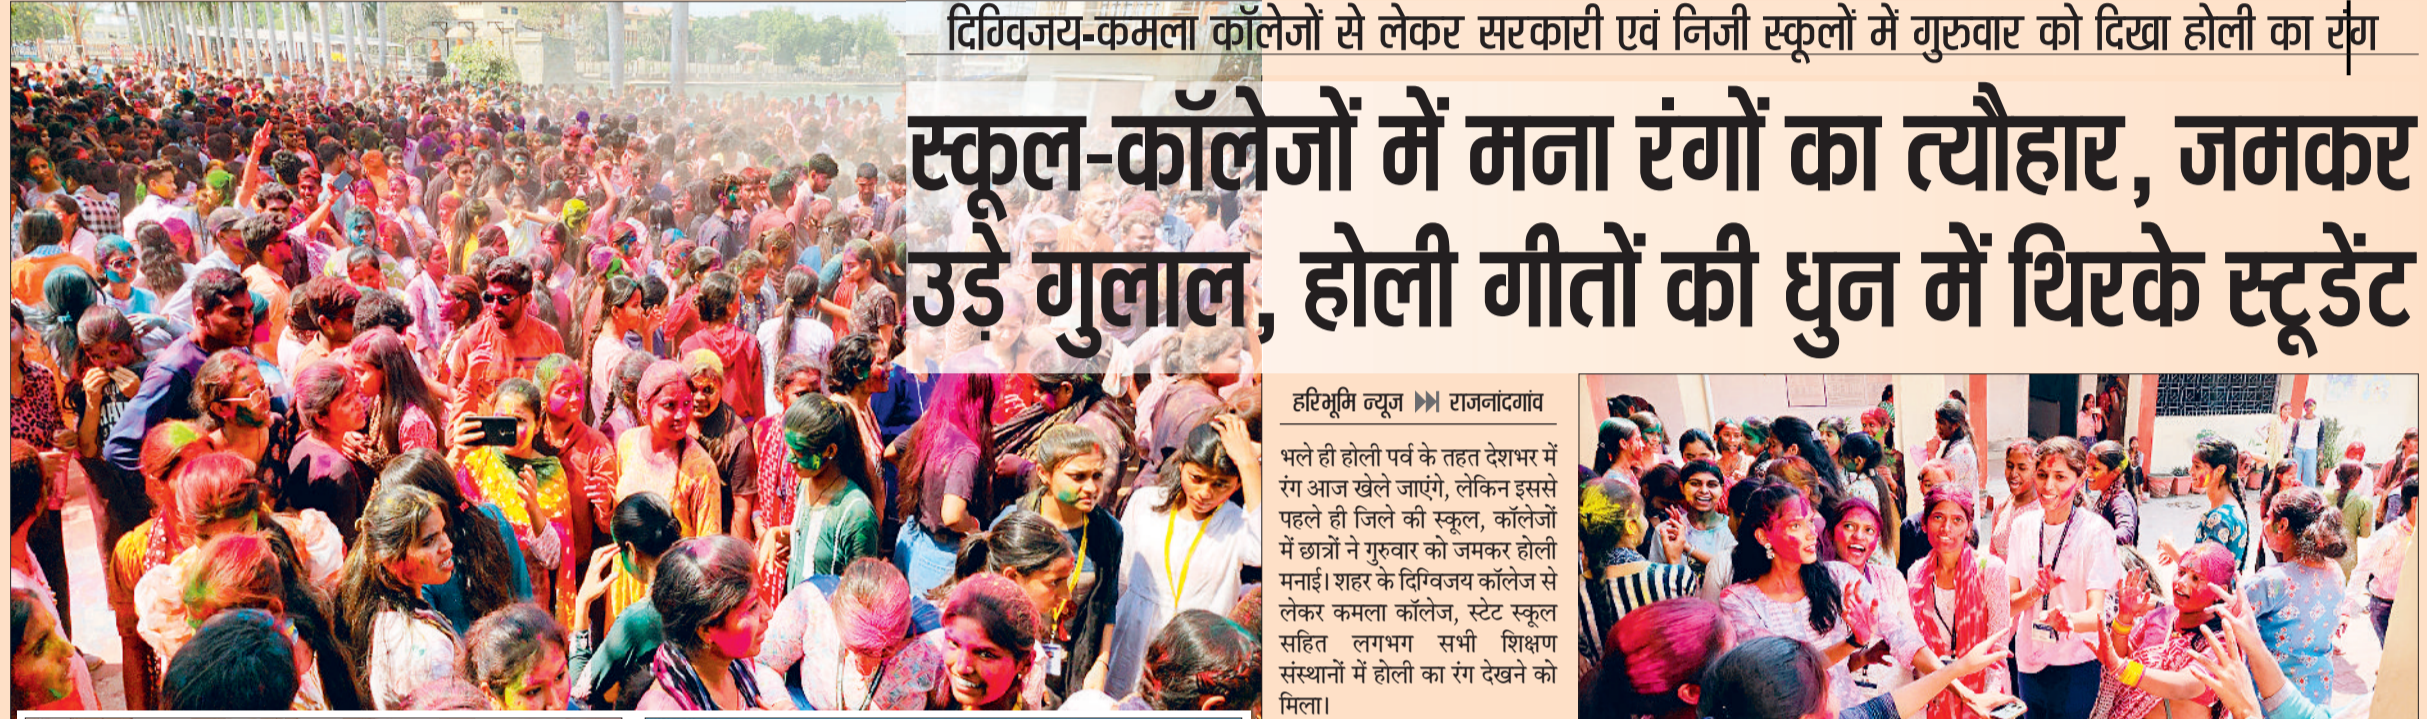 दिग्विजय-कमला कॉलेजों से लेकर सरकारी एवं निजी स्कूलों में गुरुवार को दिखा होली का रंग
स्कूल-कॉलेजों में मना रंगों का त्यौहार, जमकर
उड़े गुलाल, होली गीतों की धुन में थिरके स्टूडेंट
हरिभूमि न्यूज राजनांदगांव
भले ही होली पर्व के तहत देशभर में
रंग आज खेले जाएंगे, लेकिन इससे
पहले ही जिले की स्कूल, कॉलेजों
में छात्रों ने गुरुवार को जमकर होली
मनाई। शहर के दिग्विजय कॉलेज से
लेकर कमला कॉलेज, स्टेट स्कूल
सहित लगभग सभी शिक्षण
संस्थानों में होली का रंग देखने को
मिला।